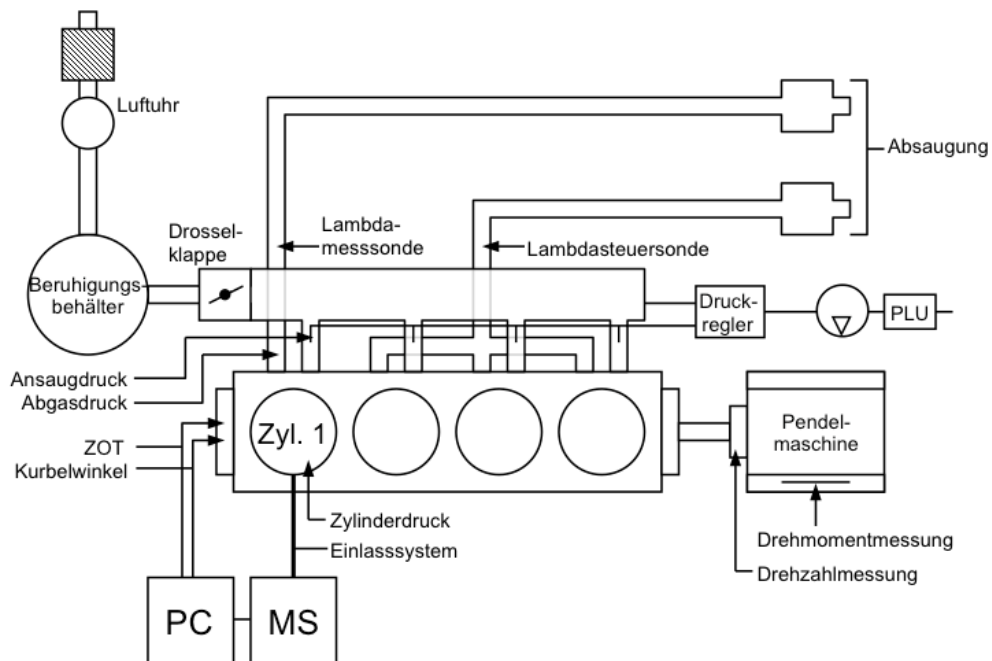 Luftuhr
Absaugung
Drossel-
klappe
Lambda-
messsonde
Lambdasteuersonde
Beruhigungs-
behälter
Druck-
regler
PLU
Ansaugdruck
Abgasdruck
ZOT
Kurbelwinkel
Zyl. 1
Pendel-
maschine
Zylinderdruck
Einlasssystem
Drehmomentmessung
Drehzahlmessung
PC
MS